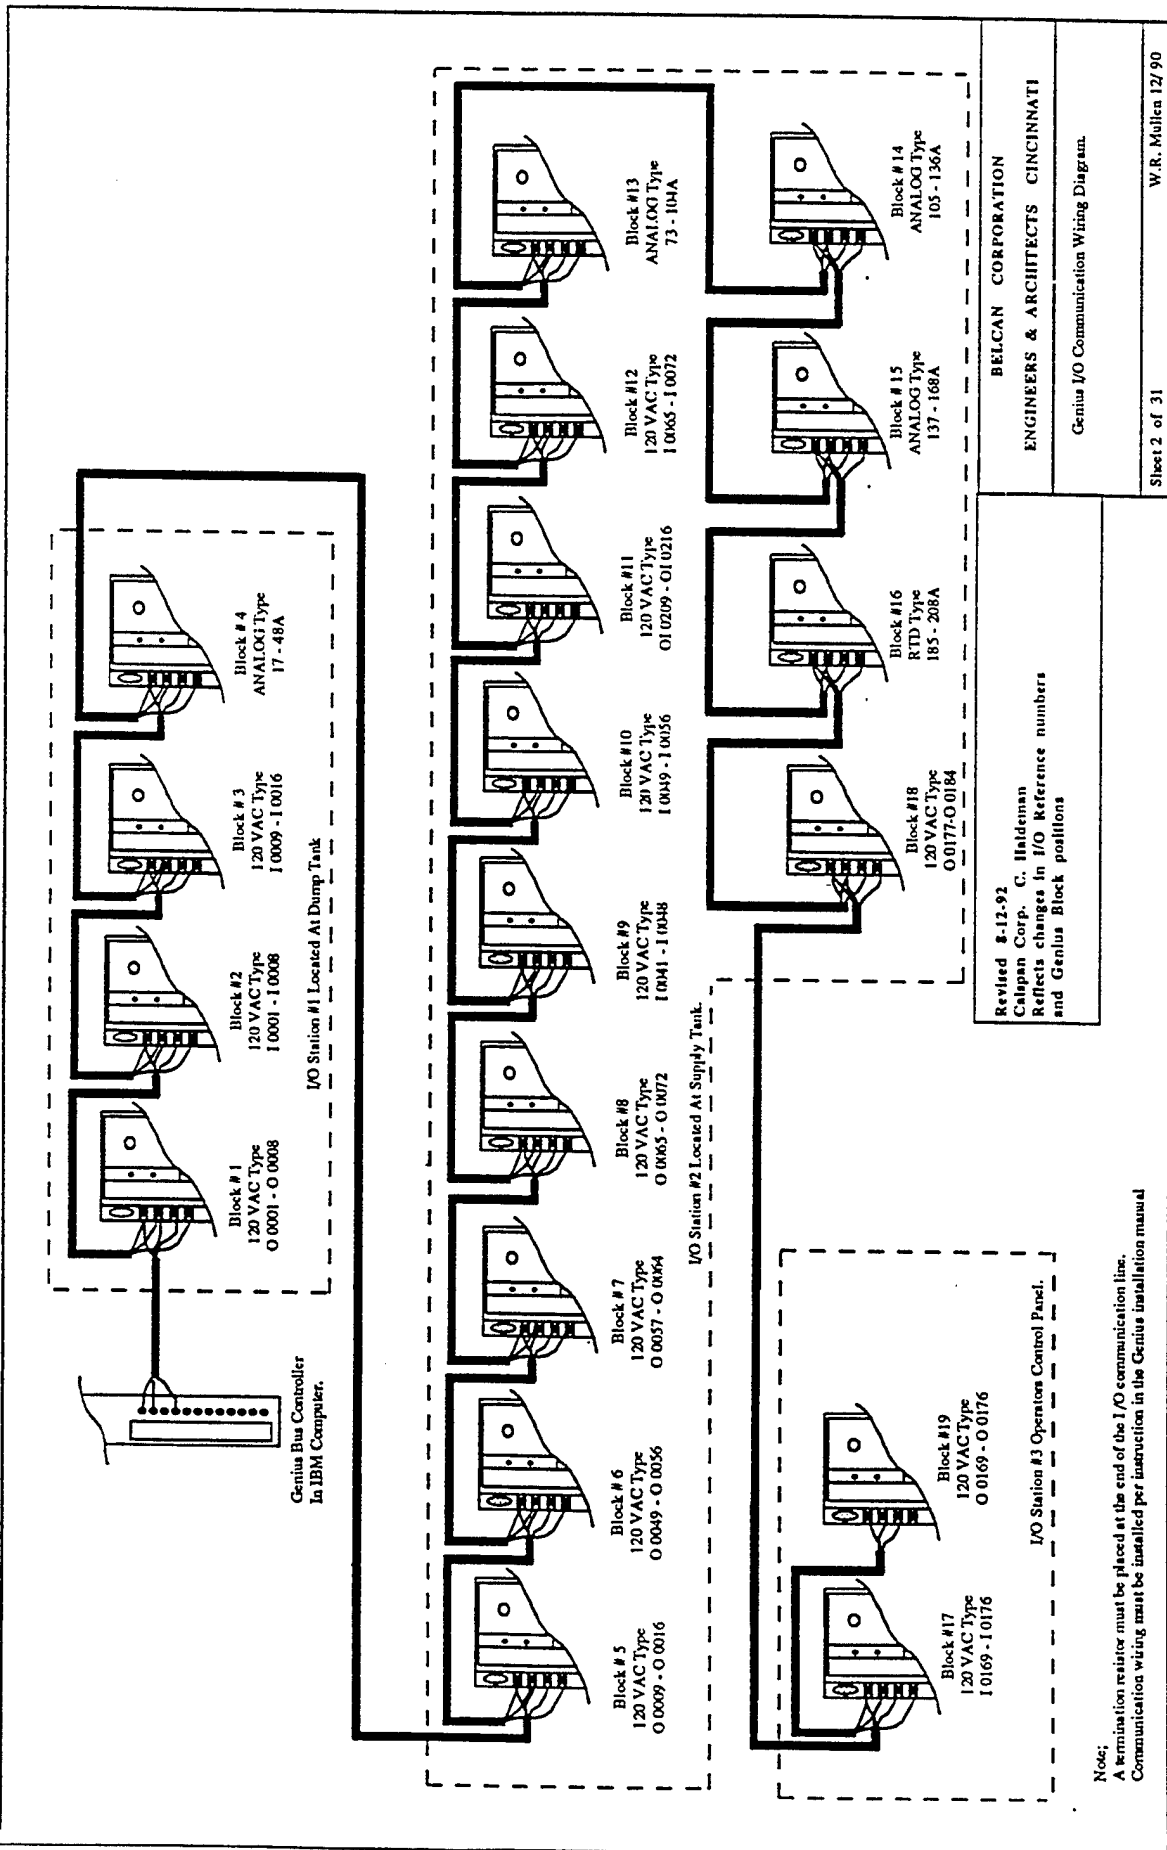 Genius Bus Controller
In IBM Computer.
Block #1
120 VAC Type
O 0001 - O 0008
Block #2
120 VAC Type
I 0001 - I 0008
Block # 3
120 VAC Type
I 0009 - I 0016
Block # 4
ANALOG Type
17 - 48A
I/O Station #1 Located At Dump Tank
Block # 5
120 VAC Type
O 0009 - O 0016
Block # 6
120 VAC Type
O 0049 - O 0056
Block # 7
120 VAC Type
O 0057 - O 0064
Block #8
120 VAC Type
O 0065 - O 0072
Block #9
120 VAC Type
I 0041 - I 0048
Block #10
120 VAC Type
I 0049 - I 0056
Block #11
120 VAC Type
OI 0209 - OI 0216
Block #12
120 VAC Type
I 0065 - I 0072
Block #13
ANALOG Type
73 - 104A
I/O Station #2 Located At Supply Tank.
Block #18
120 VAC Type
O 0177- O 0184
Block #16
RTD Type
185 - 208A
Block #15
ANALOG Type
137 - 168A
Block #14
ANALOG Type
105 - 136A
Block #17
120 VAC Type
I 0169 - I 0176
Block #19
120 VAC Type
O 0169 - O 0176
I/O Station #3 Operators Control Panel.
Note;
A termination resistor must be placed at the end of the I/O communication line.
Communication wiring must be installed per instruction in the Genius installation manual
Revised 8-12-92
Calspan Corp. C. Haldeman
Reflects changes in I/O Reference numbers
and Genius Block positions
BELCAN CORPORATION
ENGINEERS & ARCHITECTS CINCINNATI
Genius I/O Communication Wiring Diagram.
Sheet 2 of 31 W.R. Mullen 12/ 90